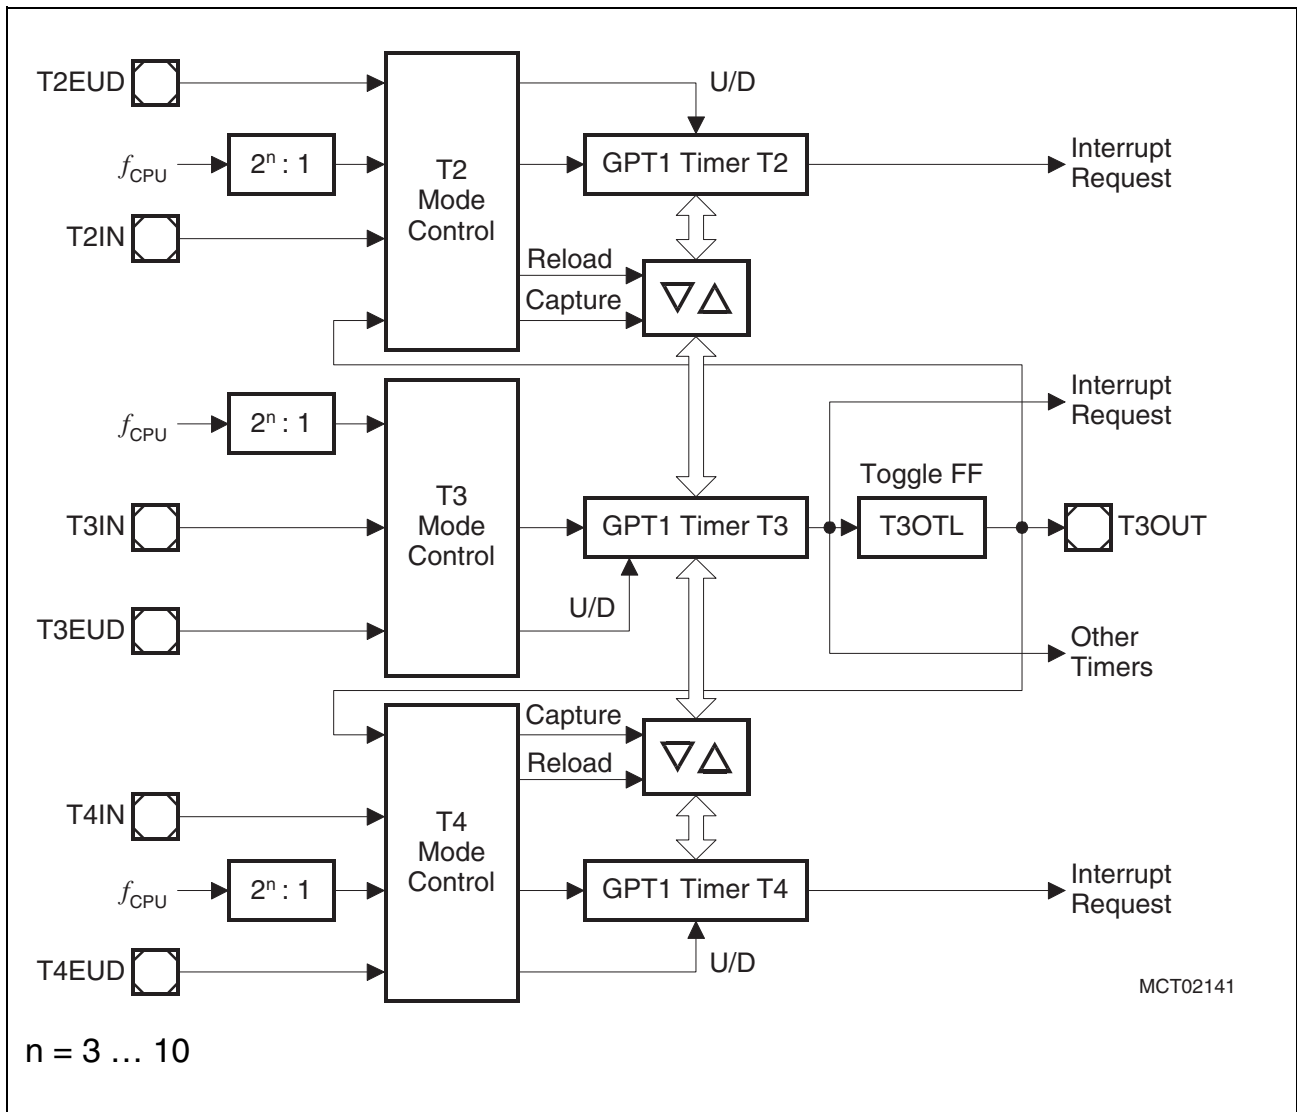 T2EUD
U/D
fCPU
2ⁿ : 1
T2
Mode
Control
GPT1 Timer T2
Interrupt
Request
T2IN
Reload
Capture
fCPU
2ⁿ : 1
Interrupt
Request
T3IN
T3
Mode
Control
GPT1 Timer T3
Toggle FF
T3OTL
T3OUT
U/D
T3EUD
Other
Timers
Capture
Reload
T4IN
T4
Mode
Control
fCPU
2ⁿ : 1
GPT1 Timer T4
Interrupt
Request
T4EUD
U/D
MCT02141
n = 3 … 10